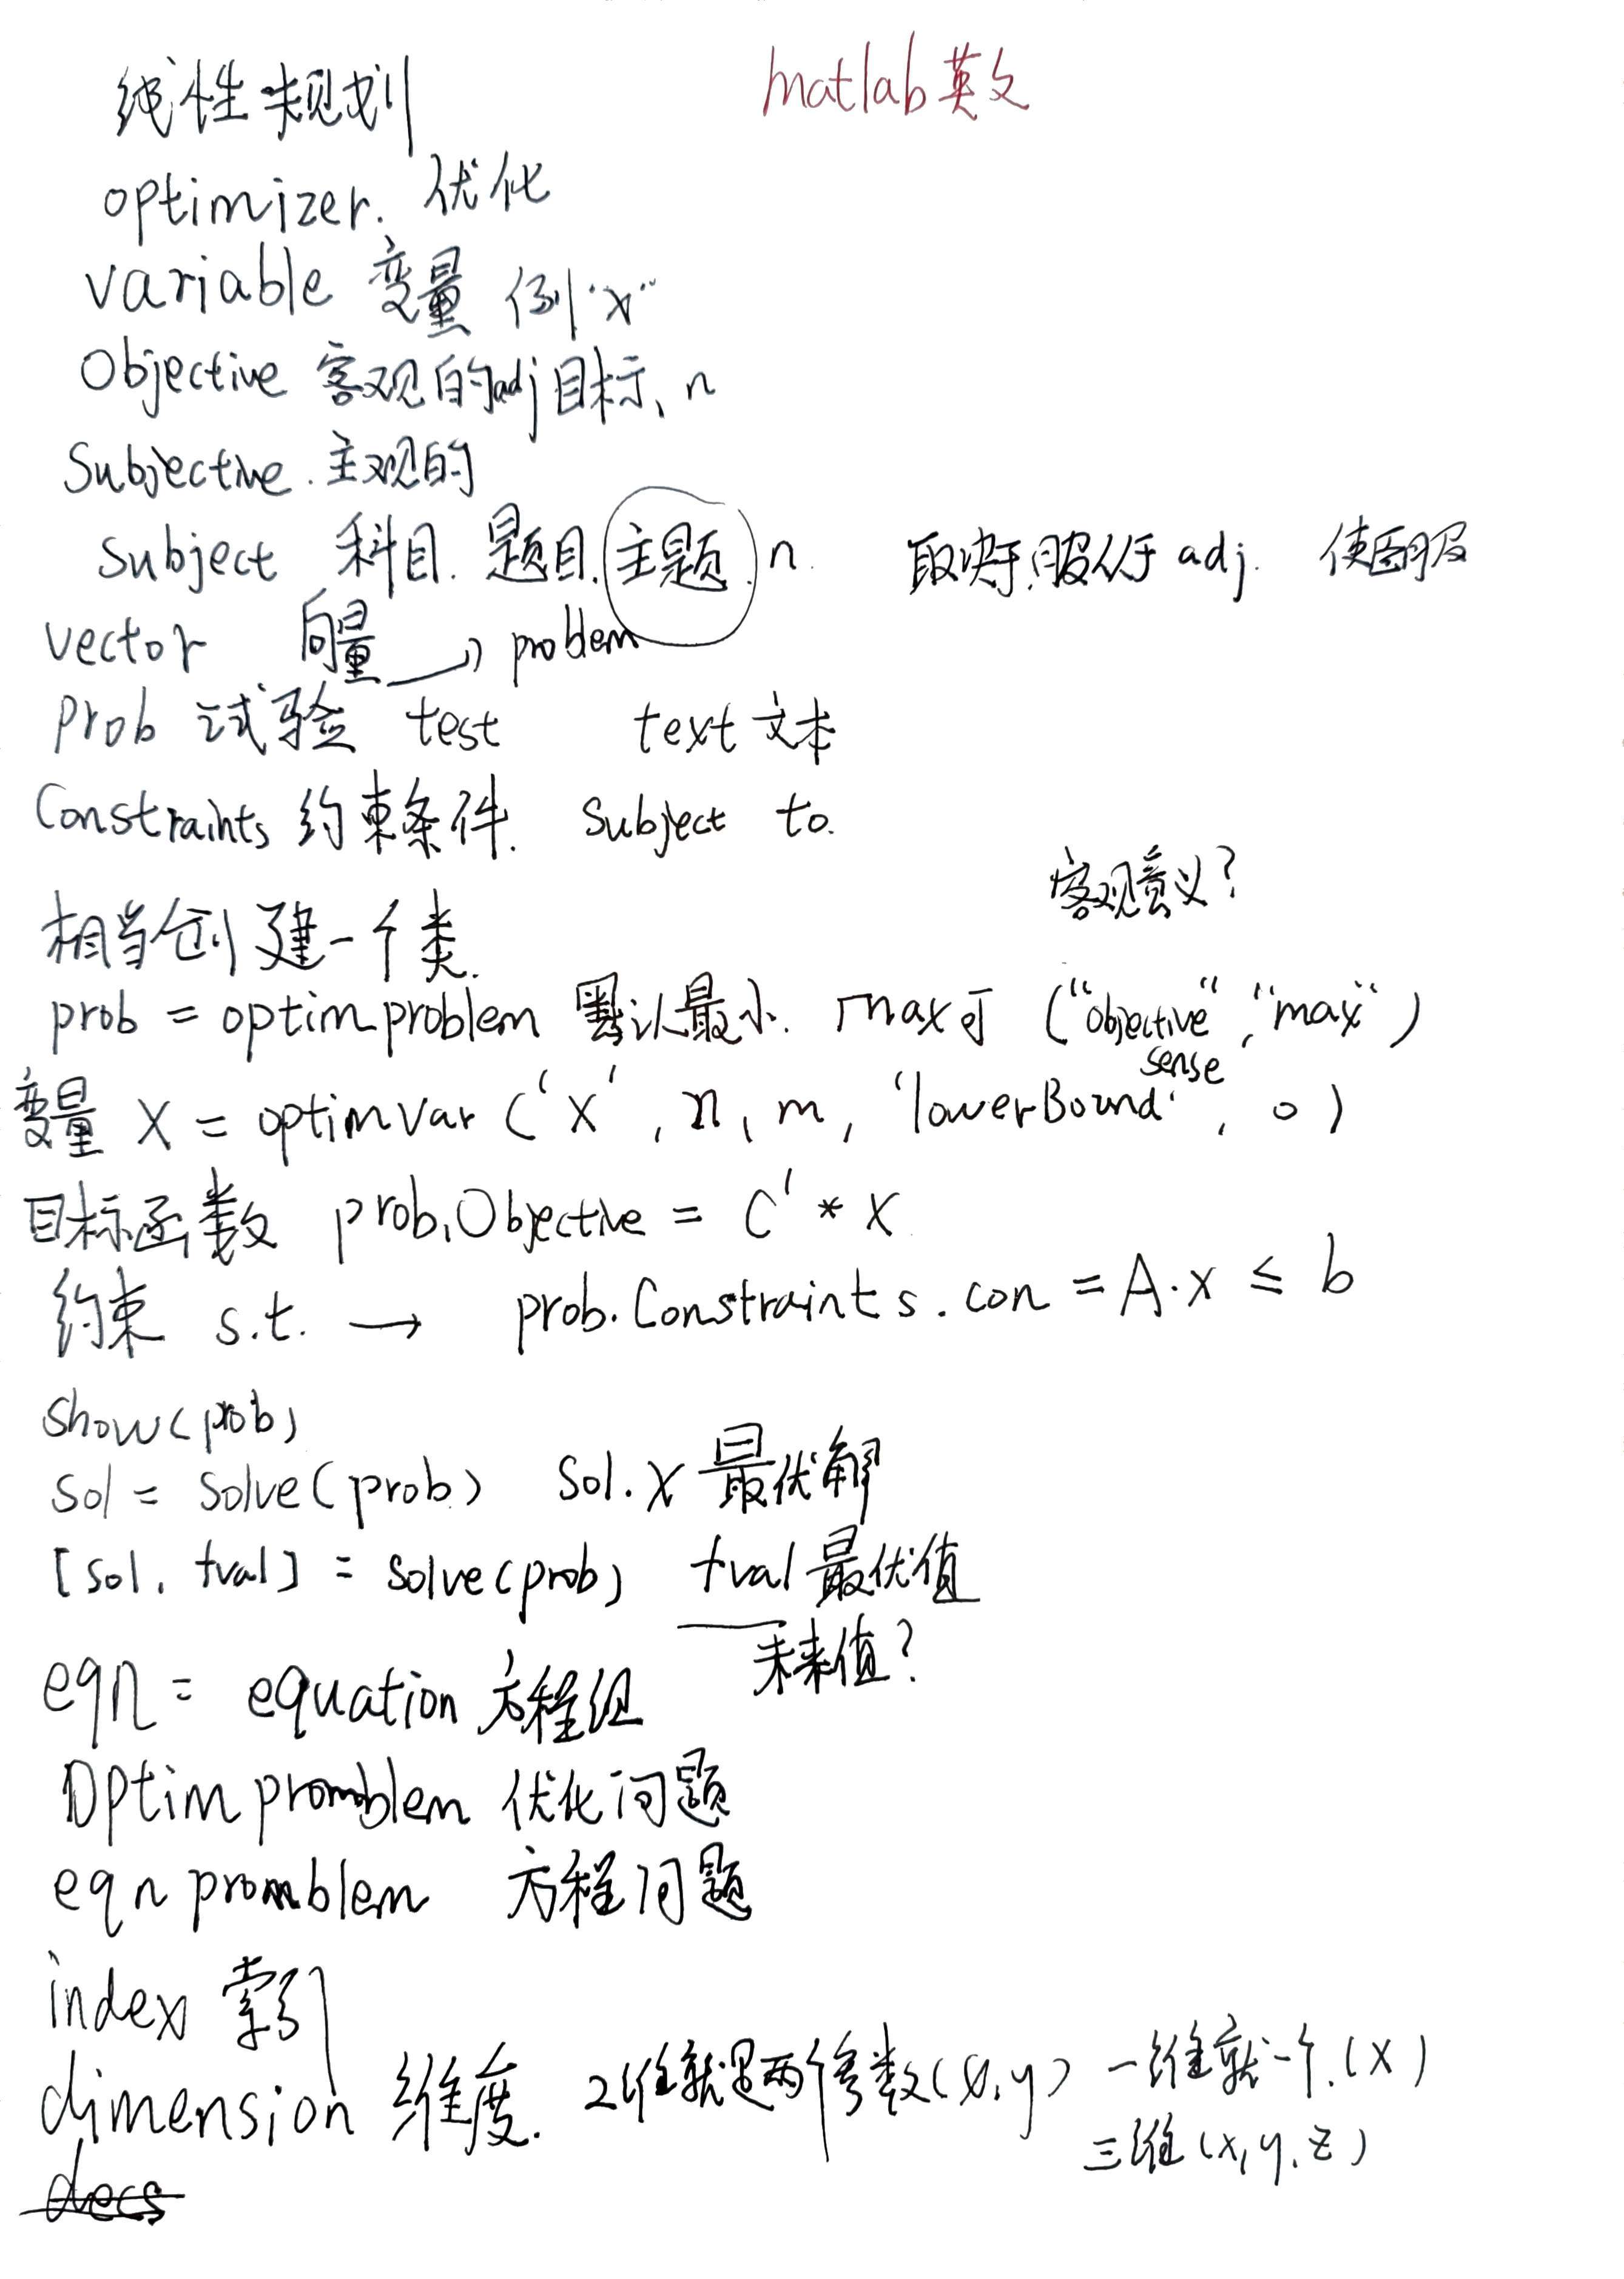 matlab英文
线性规划
optimizer. 优化
variable 变量 例"x"
Objective 客观的adj目标、n
Subjective. 主观的
Subject 科目. 题目. 主题. n. 取决于,服从于 adj. 使臣服
vector 向量
problem
prob 试验 test text 文本
Constraints 约束条件. Subject to.
客观意义?
相当创建一个类.
prob = optimproblem 默认最小. max可 ("objective", "max")
sense
变量 X = optimvar ('X', n, m, 'lowerBound', 0)
目标函数 prob.Objective = C' * X
约束 s.t. → prob.Constraints.con = A·x ≤ b
show(prob)
sol = solve(prob) sol.x 最优解
[sol, fval] = solve(prob) fval 最优值
未来值?
eqn = equation 方程组
Optim promblem 优化问题
eqn promblem 方程问题
index 索引
dimension 维度. 2维就是两个参数(x,y) 一维就一个.(x)
三维(x,y,z)